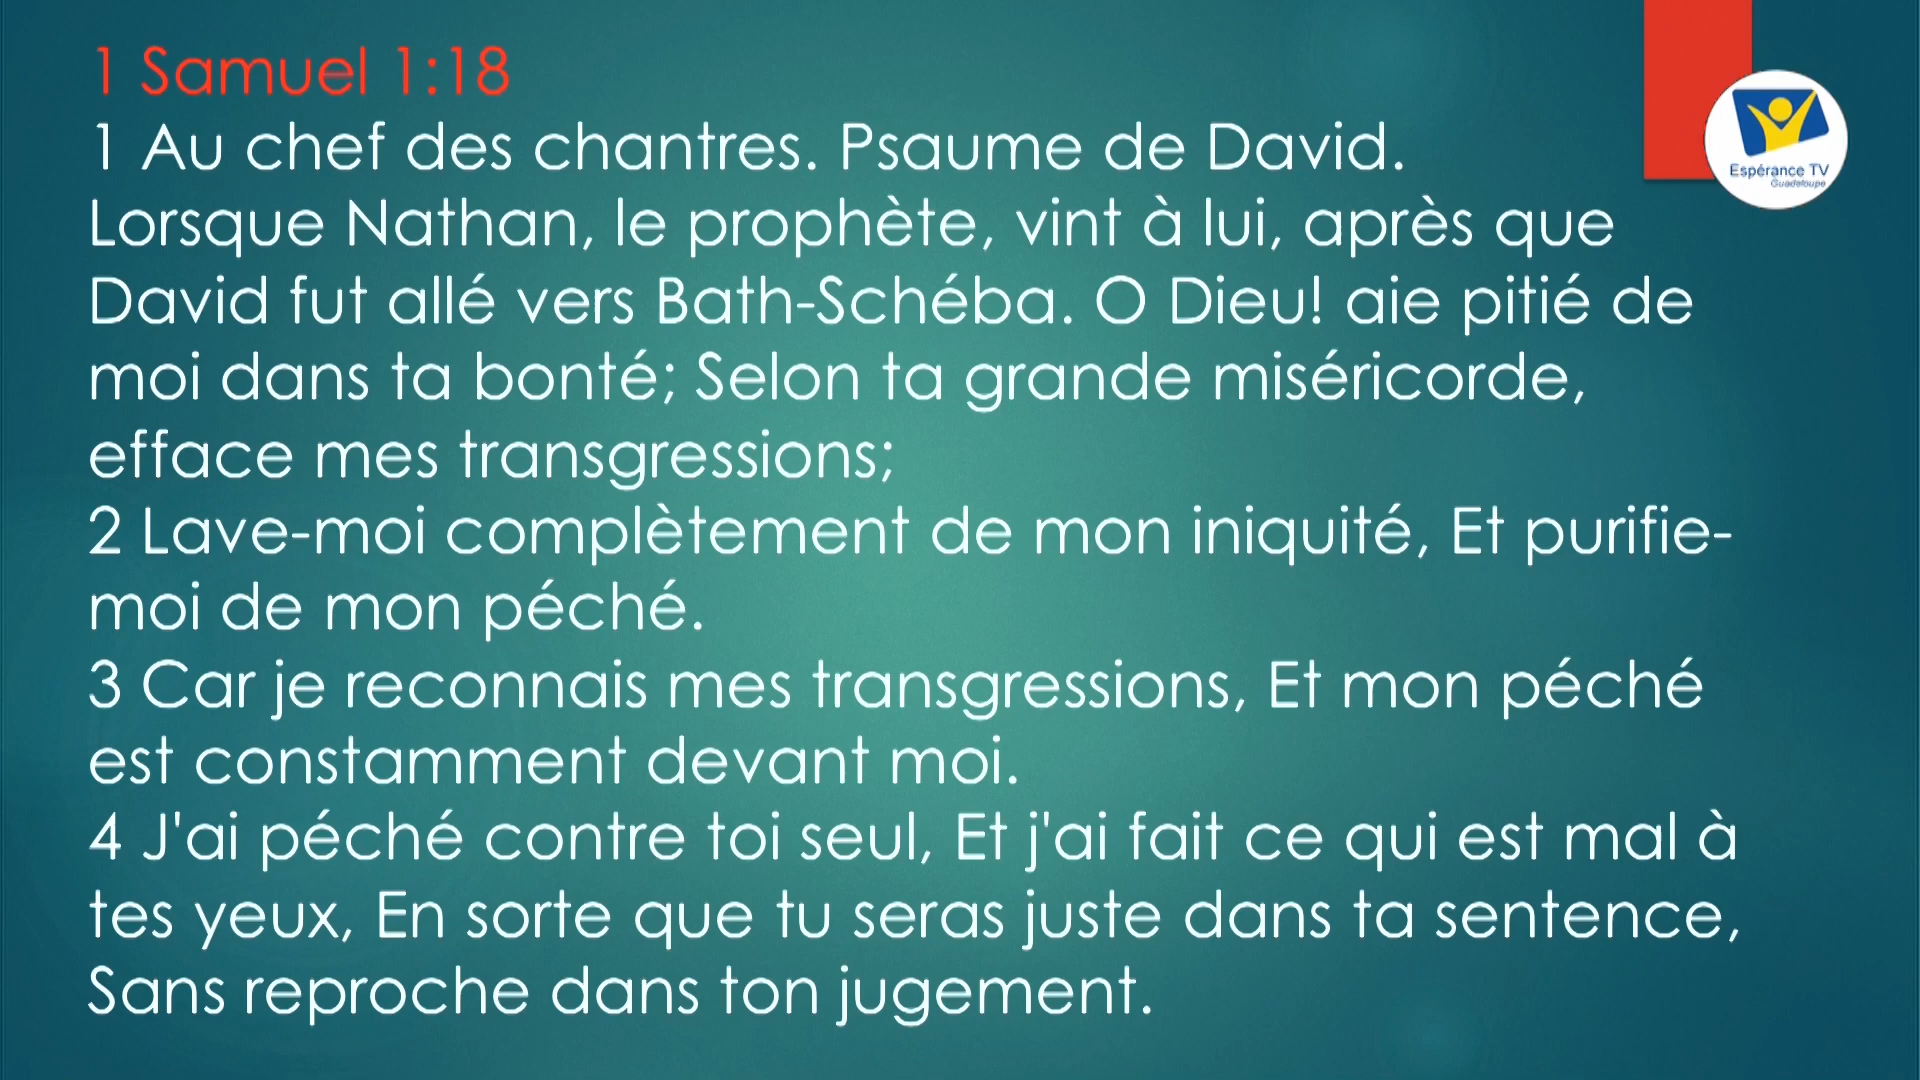 1 Samuel 1:18
1 Au chef des chantres. Psaume de David.
Lorsque Nathan, le prophète, vint à lui, après que
David fut allé vers Bath-Schéba. O Dieu! aie pitié de
moi dans ta bonté; Selon ta grande miséricorde,
efface mes transgressions;
2 Lave-moi complètement de mon iniquité, Et purifie-
moi de mon péché.
3 Car je reconnais mes transgressions, Et mon péché
est constamment devant moi.
4 J'ai péché contre toi seul, Et j'ai fait ce qui est mal à
tes yeux, En sorte que tu seras juste dans ta sentence,
Sans reproche dans ton jugement.
Espérance TV
Guadeloupe